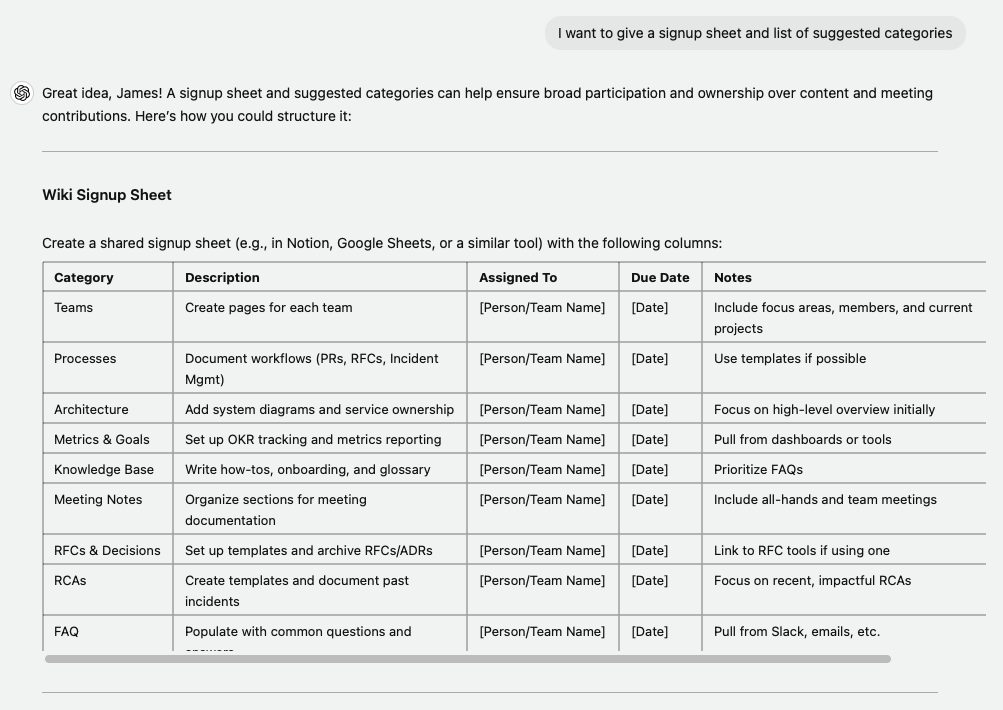 I want to give a signup sheet and list of suggested categories
Great idea, James! A signup sheet and suggested categories can help ensure broad participation and ownership over content and meeting
contributions. Here's how you could structure it:
Wiki Signup Sheet
Create a shared signup sheet (e.g., in Notion, Google Sheets, or a similar tool) with the following columns:
Category Description Assigned To Due Date Notes
Teams Create pages for each team [Person/Team Name] [Date] Include focus areas, members, and current
projects
Processes Document workflows (PRs, RFCs, Incident [Person/Team Name] [Date] Use templates if possible
Mgmt)
Architecture Add system diagrams and service ownership [Person/Team Name] [Date] Focus on high-level overview initially
Metrics & Goals Set up OKR tracking and metrics reporting [Person/Team Name] [Date] Pull from dashboards or tools
Knowledge Base Write how-tos, onboarding, and glossary [Person/Team Name] [Date] Prioritize FAQs
Meeting Notes Organize sections for meeting [Person/Team Name] [Date] Include all-hands and team meetings
documentation
RFCs & Decisions Set up templates and archive RFCs/ADRs [Person/Team Name] [Date] Link to RFC tools if using one
RCAs Create templates and document past [Person/Team Name] [Date] Focus on recent, impactful RCAs
incidents
FAQ Populate with common questions and [Person/Team Name] [Date] Pull from Slack, emails, etc.